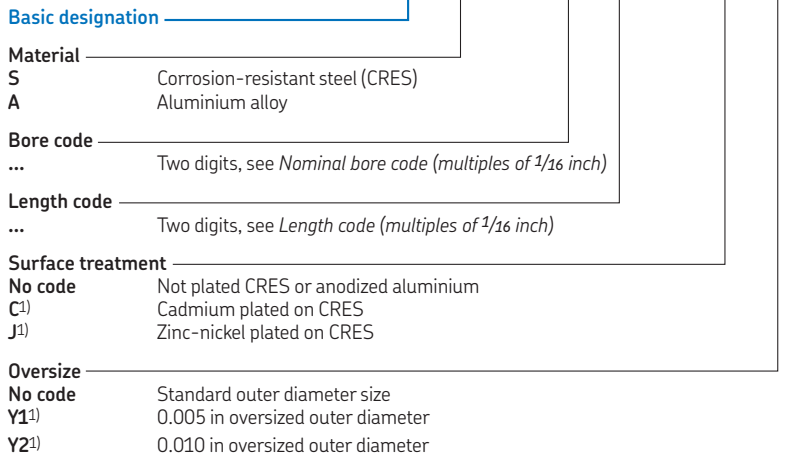 Basic designation
Material
S Corrosion-resistant steel (CRES)
A Aluminium alloy
Bore code
... Two digits, see Nominal bore code (multiples of 1/16 inch)
Length code
... Two digits, see Length code (multiples of 1/16 inch)
Surface treatment
No code Not plated CRES or anodized aluminium
C1) Cadmium plated on CRES
J1) Zinc-nickel plated on CRES
Oversize
No code Standard outer diameter size
Y11) 0.005 in oversized outer diameter
Y21) 0.010 in oversized outer diameter